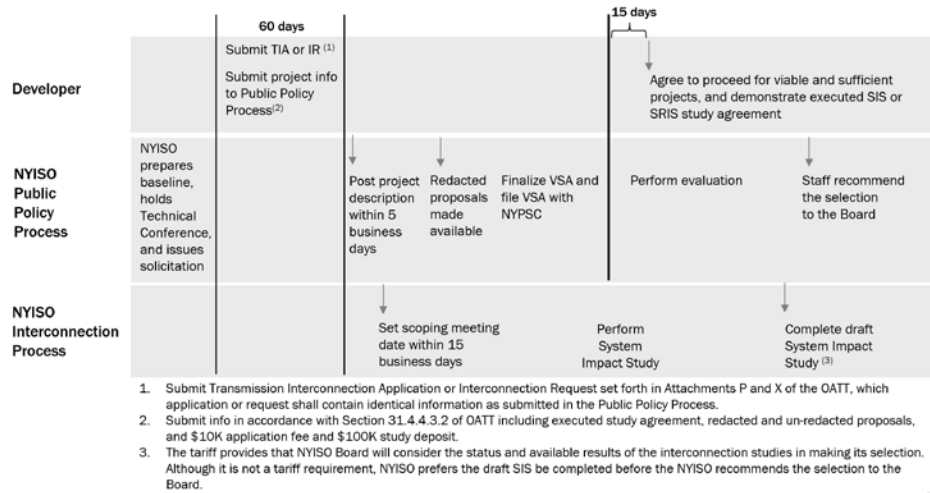 60 days
15 days
Developer
Submit TIA or IR (1)
Submit project info
to Public Policy
Process(2)
Agree to proceed for viable and sufficient
projects, and demonstrate executed SIS or
SRIS study agreement
NYISO
Public
Policy
Process
NYISO
prepares
baseline,
holds
Technical
Conference,
and issues
solicitation
Post project
description
within 5
business
days
Redacted
proposals
made
available
Finalize VSA and
file VSA with
NYPSC
Perform evaluation
Staff recommend
the selection
to the Board
NYISO
Interconnection
Process
Set scoping meeting
date within 15
business days
Perform
System
Impact Study
Complete draft
System Impact
Study (3)
1. Submit Transmission Interconnection Application or Interconnection Request set forth in Attachments P and X of the OATT, which
application or request shall contain identical information as submitted in the Public Policy Process.
2. Submit info in accordance with Section 31.4.4.3.2 of OATT including executed study agreement, redacted and un-redacted proposals,
and $10K application fee and $100K study deposit.
3. The tariff provides that NYISO Board will consider the status and available results of the interconnection studies in making its selection.
Although it is not a tariff requirement, NYISO prefers the draft SIS be completed before the NYISO recommends the selection to the
Board.